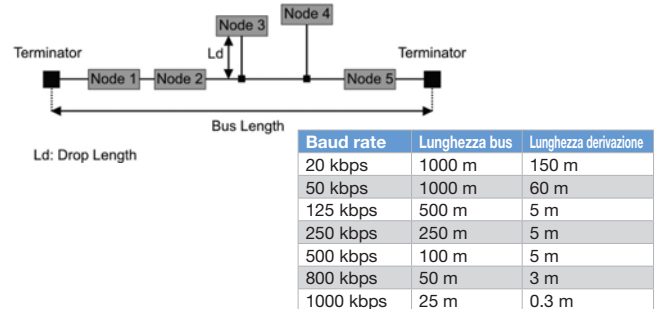 Node 4
Node 3
Terminator
Ld
Terminator
Node 1
Node 2
Node 5
Bus Length
Ld: Drop Length
Baud rate Lunghezza bus Lunghezza derivazione
20 kbps 1000 m 150 m
50 kbps 1000 m 60 m
125 kbps 500 m 5 m
250 kbps 250 m 5 m
500 kbps 100 m 5 m
800 kbps 50 m 3 m
1000 kbps 25 m 0.3 m